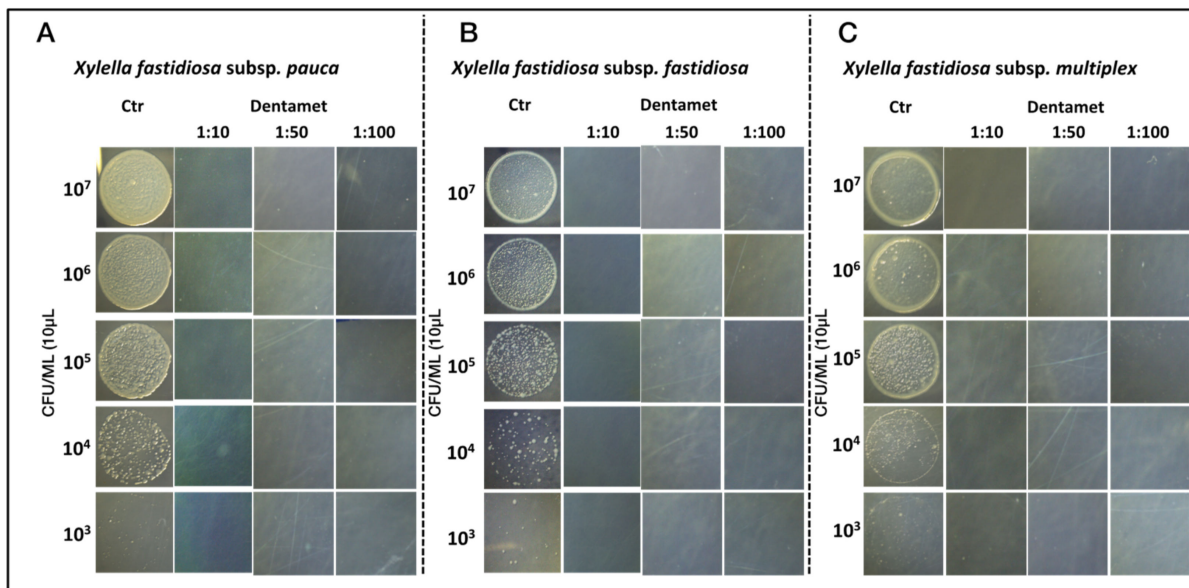 A
Xylella fastidiosa subsp. pauca
Ctr Dentamet
1:10 1:50 1:100
10⁷
10⁶
10⁵
10⁴
10³
CFU/ML (10µL
B
Xylella fastidiosa subsp. fastidiosa
Ctr Dentamet
1:10 1:50 1:100
10⁷
10⁶
10⁵
10⁴
10³
CFU/ML (10µL
C
Xylella fastidiosa subsp. multiplex
Ctr Dentamet
1:10 1:50 1:100
10⁷
10⁶
10⁵
10⁴
10³
CFU/ML (10µL